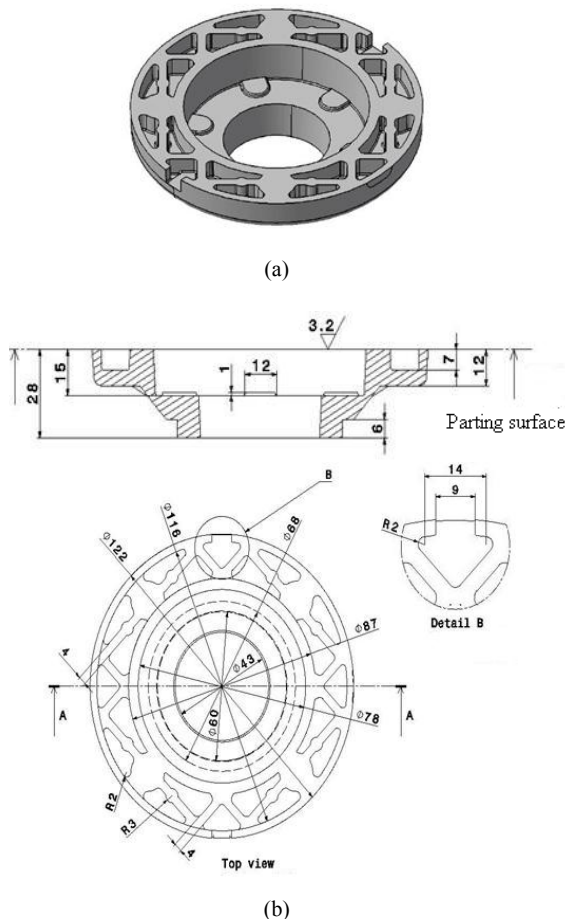 (a)
3.2
15
28
1
12
7
12
6
Parting surface
B
14
9
R2
Detail B
Ø116
Ø68
Ø122
Ø87
Ø43
4
A
A
Ø60
Ø78
R2
R3
4
Top view
(b)